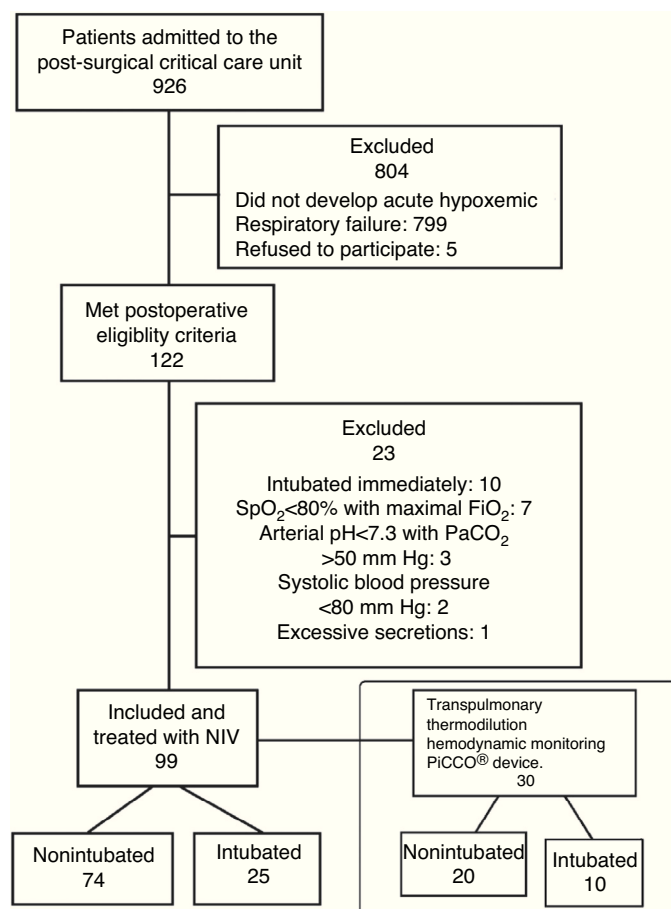 Patients admitted to the
post-surgical critical care unit
926
Excluded
804
Did not develop acute hypoxemic
Respiratory failure: 799
Refused to participate: 5
Met postoperative
eligiblity criteria
122
Excluded
23
Intubated immediately: 10
SpO₂<80% with maximal FiO₂: 7
Arterial pH<7.3 with PaCO₂
>50 mm Hg: 3
Systolic blood pressure
<80 mm Hg: 2
Excessive secretions: 1
Included and
treated with NIV
99
Transpulmonary
thermodilution
hemodynamic monitoring
PiCCO® device.
30
Nonintubated
74
Intubated
25
Nonintubated
20
Intubated
10